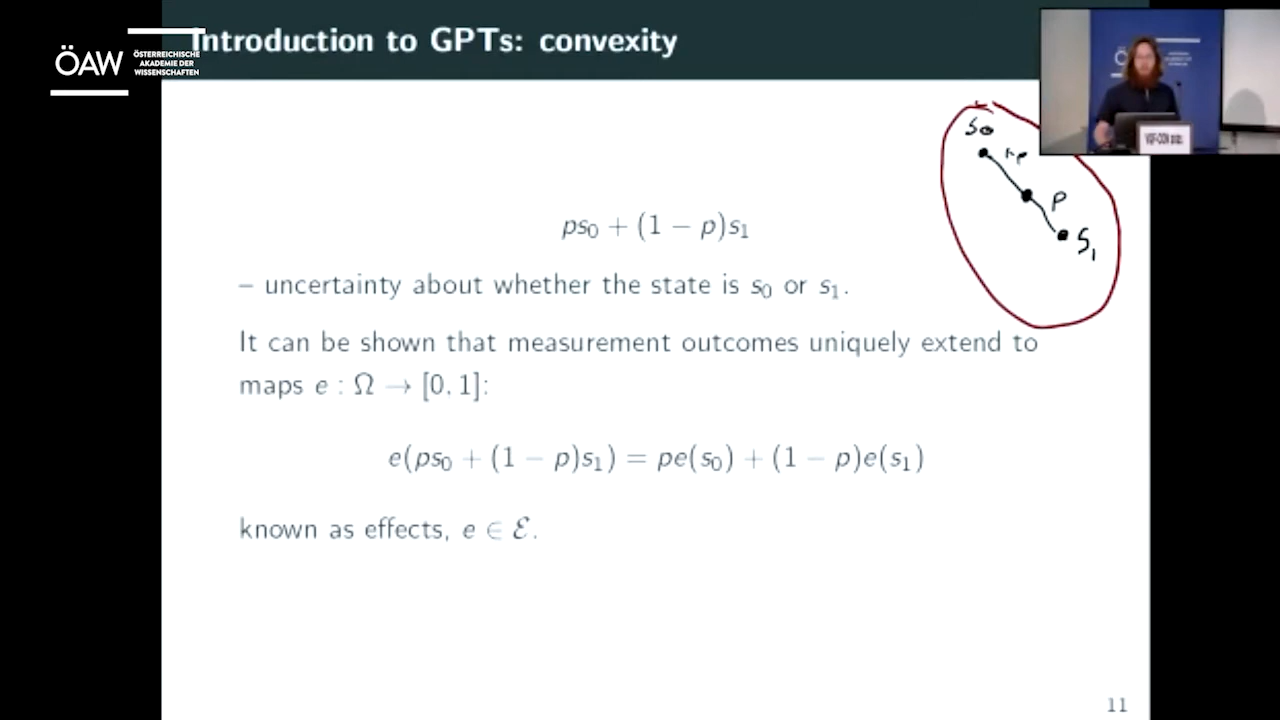 Introduction to GPTs: convexity
ÖAW
ÖSTERREICHISCHE
AKADEMIE DER
WISSENSCHAFTEN
S0
P
S1
ps₀ + (1 − p)s₁
– uncertainty about whether the state is s₀ or s₁.
It can be shown that measurement outcomes uniquely extend to
maps e : Ω → [0, 1]:
e(ps₀ + (1 − p)s₁) = pe(s₀) + (1 − p)e(s₁)
known as effects, e ∈ ℰ.
11